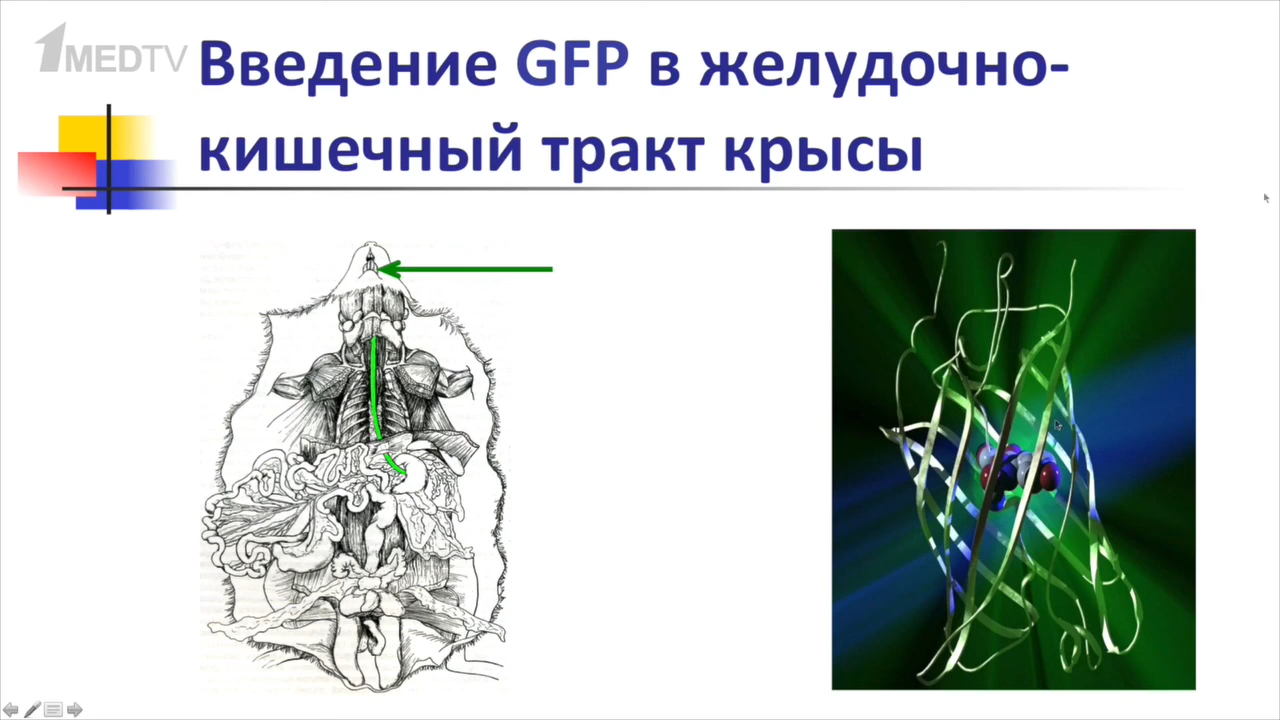 1MEDTV
Введение GFP в желудочно-
кишечный тракт крысы